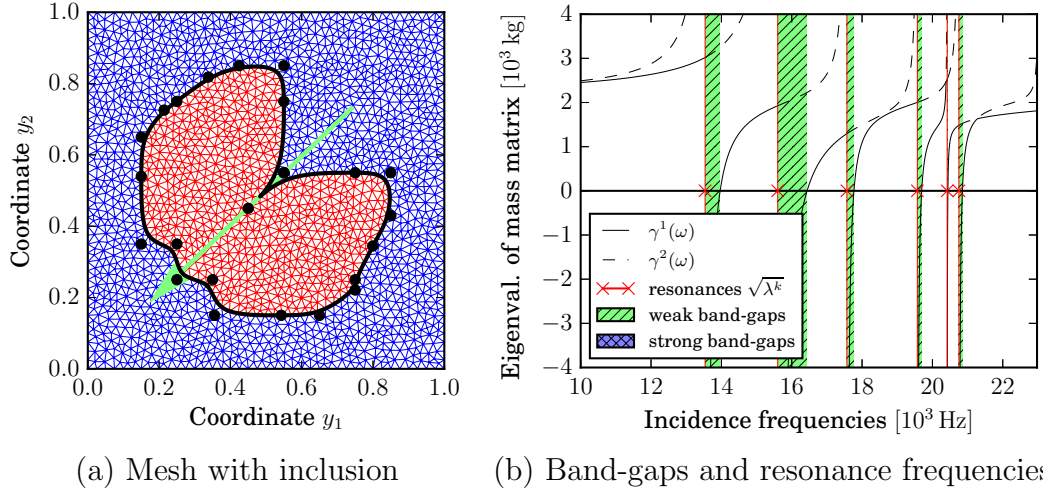 1.0
0.8
0.6
0.4
0.2
0.0
Coordinate y₂
0.0 0.2 0.4 0.6 0.8 1.0
Coordinate y₁
(a) Mesh with inclusion
4
3
2
1
0
−1
−2
−3
−4
Eigenval. of mass matrix [10³ kg]
γ¹(ω)
γ²(ω)
resonances √λᵏ
weak band-gaps
strong band-gaps
10 12 14 16 18 20 22
Incidence frequencies [10³ Hz]
(b) Band-gaps and resonance frequencies